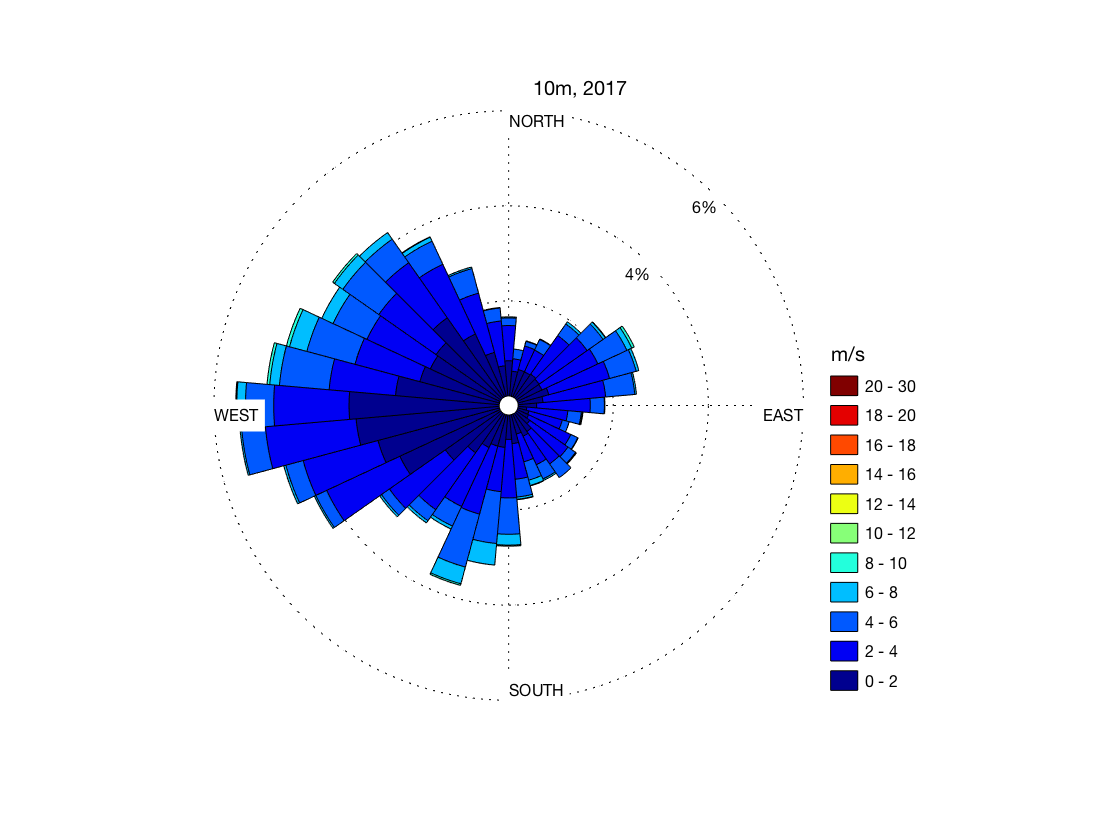 10m, 2017
NORTH
6%
4%
m/s
20 - 30
18 - 20
WEST
EAST
16 - 18
14 - 16
12 - 14
10 - 12
8 - 10
6 - 8
4 - 6
2 - 4
0 - 2
SOUTH